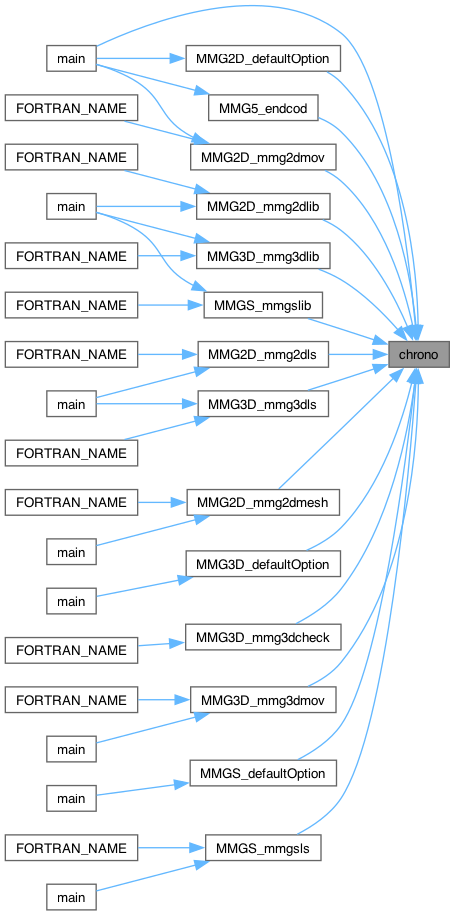 main
MMG2D_defaultOption
MMG5_endcod
FORTRAN_NAME
MMG2D_mmg2dmov
FORTRAN_NAME
MMG2D_mmg2dlib
main
MMG3D_mmg3dlib
FORTRAN_NAME
MMGS_mmgslib
FORTRAN_NAME
chrono
MMG2D_mmg2dls
FORTRAN_NAME
main
MMG3D_mmg3dls
FORTRAN_NAME
MMG2D_mmg2dmesh
FORTRAN_NAME
main
MMG3D_defaultOption
main
MMG3D_mmg3dcheck
FORTRAN_NAME
MMG3D_mmg3dmov
FORTRAN_NAME
main
MMGS_defaultOption
main
MMGS_mmgsls
FORTRAN_NAME
main